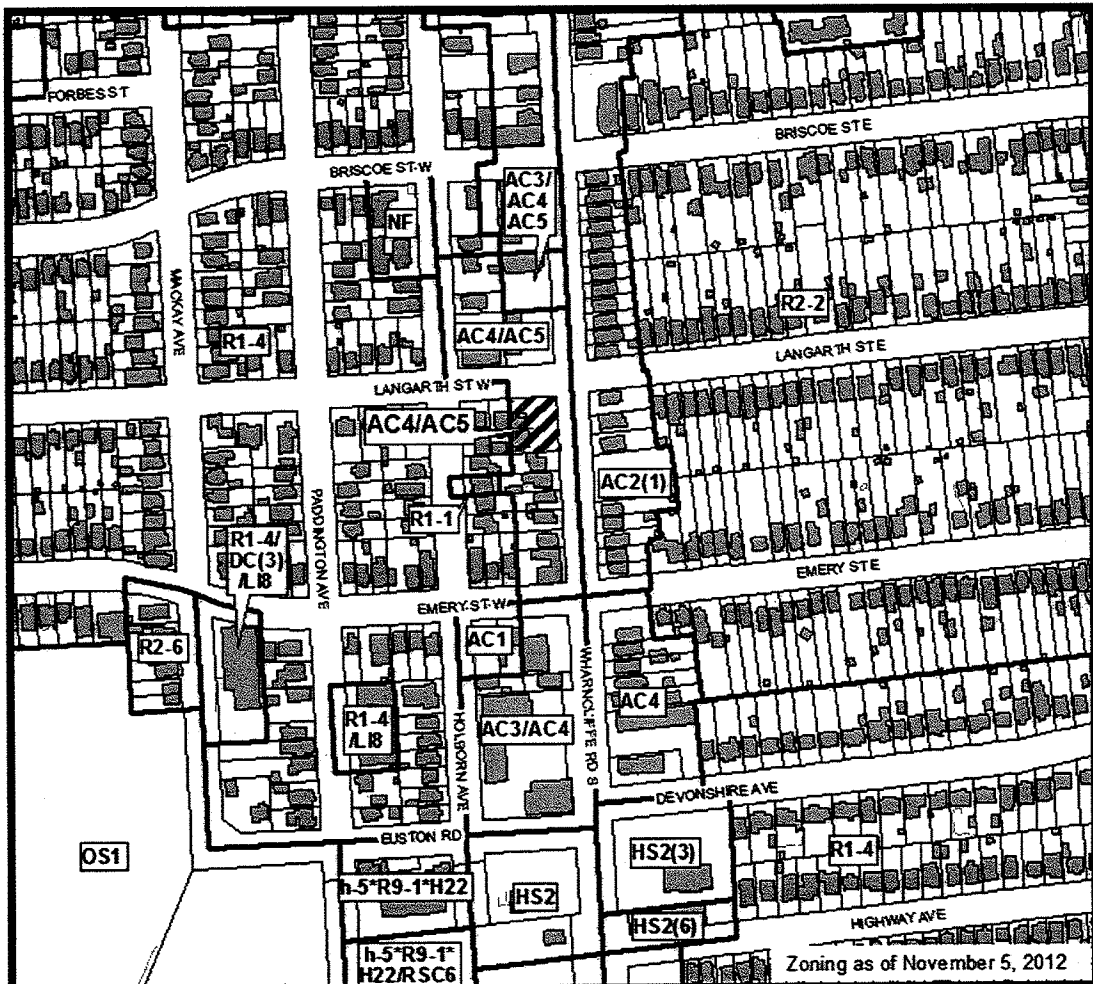 FORBES ST
BRISCOE ST E
BRISCOE ST W
AC3/
AC4
AC5
NF
MACKAY AVE
R1-4
R2-2
AC4/AC5
LANGARTH ST E
LANGARTH ST W
AC4/AC5
AC2(1)
R1-1
PADDINGTON AVE
R1-4/
DC(3)
/LI8
EMERY ST E
EMERY ST W
R2-6
AC1
WHARNCLIFFE RD S
AC4
R1-4
/LI8
HOLBORN AVE
AC3/AC4
DEVONSHIRE AVE
EUSTON RD
OS1
HS2(3)
R1-4
h-5*R9-1*H22
HS2
HS2(6)
HIGHWAY AVE
h-5*R9-1*
H22/RSC6
Zoning as of November 5, 2012